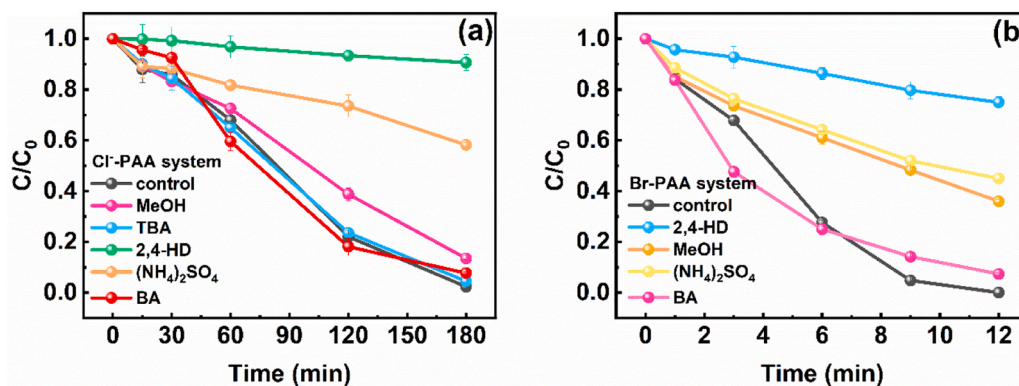 (a)
C/C0
1.0
0.8
0.6
0.4
0.2
0.0
Cl--PAA system
control
MeOH
TBA
2,4-HD
(NH4)2SO4
BA
0 30 60 90 120 150 180
Time (min)
(b)
C/C0
1.0
0.8
0.6
0.4
0.2
0.0
Br-PAA system
control
2,4-HD
MeOH
(NH4)2SO4
BA
0 2 4 6 8 10 12
Time (min)